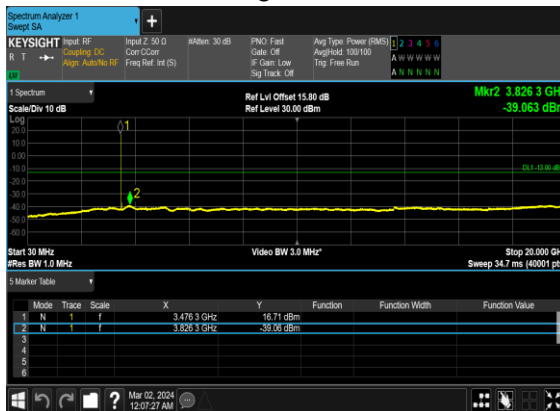 Spectrum Analyzer 1
Swept SA
+
KEYSIGHT Input: RF Input Z: 50 Ω #Atten: 30 dB PNO: Fast Avg Type: Power (RMS) 1 2 3 4 5 6
R T Coupling: DC Corr CCorr Gate: Off Avg|Hold: 100/100 A W W W W W
Align: Auto/No RF Freq Ref: Int (S) IF Gain: Low Trig: Free Run
Sig Track: Off A N N N N N
1 Spectrum
Ref Lvl Offset 15.80 dB Mkr2 3.826 3 GH
Scale/Div 10 dB Ref Level 30.00 dBm -39.063 dBr
Log
20.0
1
10.0
0.00
-10.0
DL1 -13.00 dB
-20.0
-30.0
2
-40.0
-50.0
-60.0
Start 30 MHz Video BW 3.0 MHz* Stop 20.000 GH
#Res BW 1.0 MHz Sweep 34.7 ms (40001 pt
5 Marker Table
Mode Trace Scale X Y Function Function Width Function Value
1 N 1 f 3.476 3 GHz 16.71 dBm
2 N 1 f 3.826 3 GHz -39.06 dBm
3
4
5
6
? Mar 02, 2024
12:07:27 AM